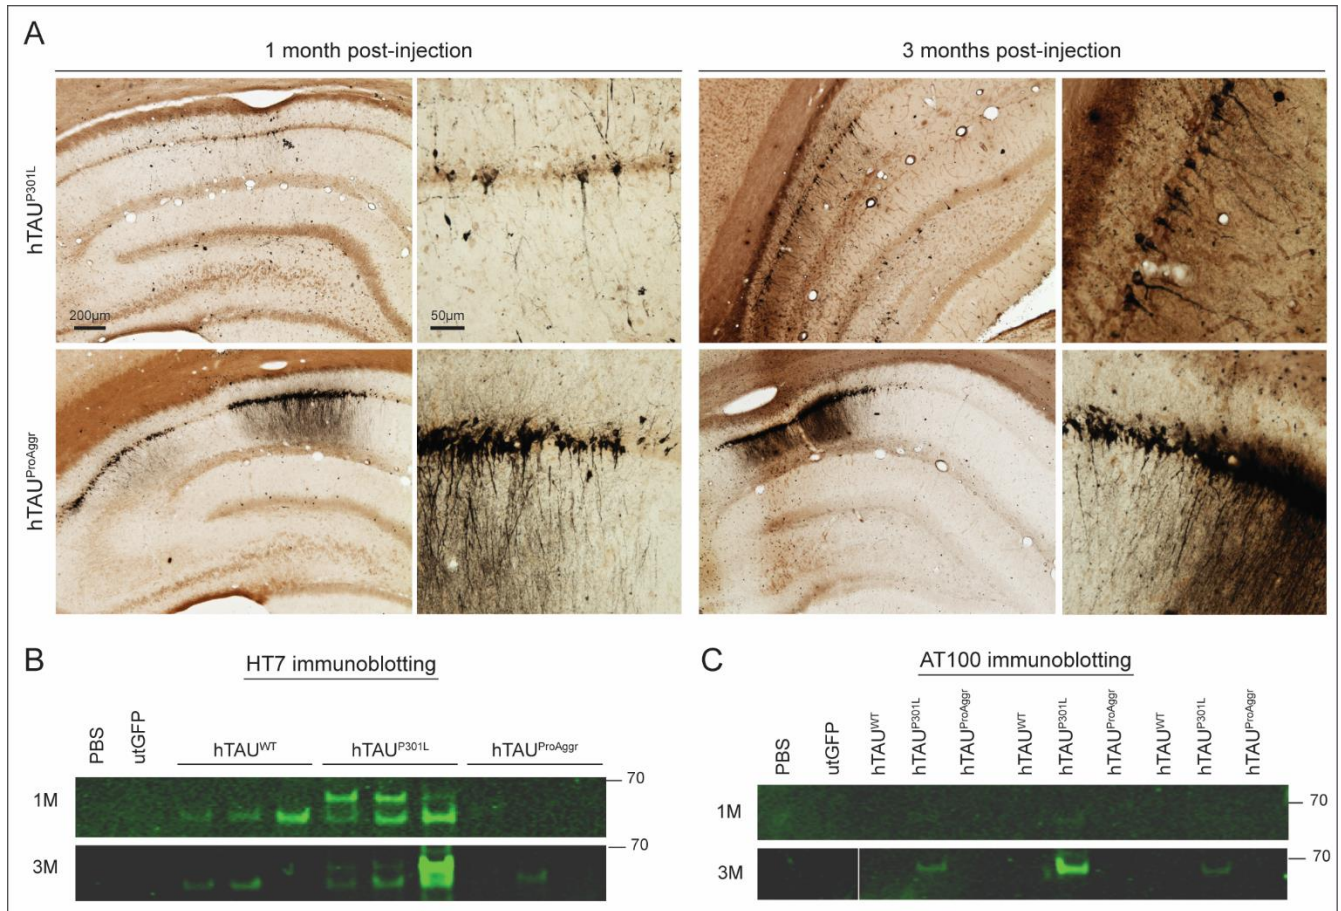 A
1 month post-injection
3 months post-injection
hTAU^P301L
200µm
50µm
hTAU^ProAggr
B
HT7 immunoblotting
PBS
utGFP
hTAU^WT
hTAU^P301L
hTAU^ProAggr
1M
70
3M
70
C
AT100 immunoblotting
PBS
utGFP
hTAU^WT
hTAU^P301L
hTAU^ProAggr
hTAU^WT
hTAU^P301L
hTAU^ProAggr
hTAU^WT
hTAU^P301L
hTAU^ProAggr
1M
70
3M
70